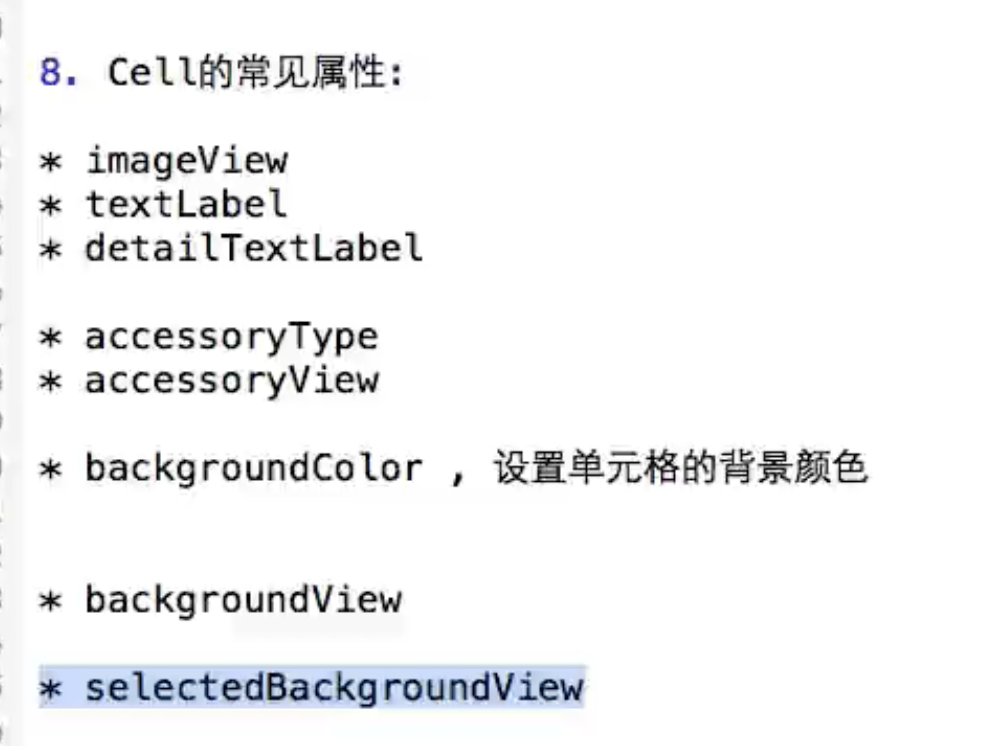 8. Cell的常见属性:
* imageView
* textLabel
* detailTextLabel
* accessoryType
* accessoryView
* backgroundColor , 设置单元格的背景颜色
* backgroundView
* selectedBackgroundView